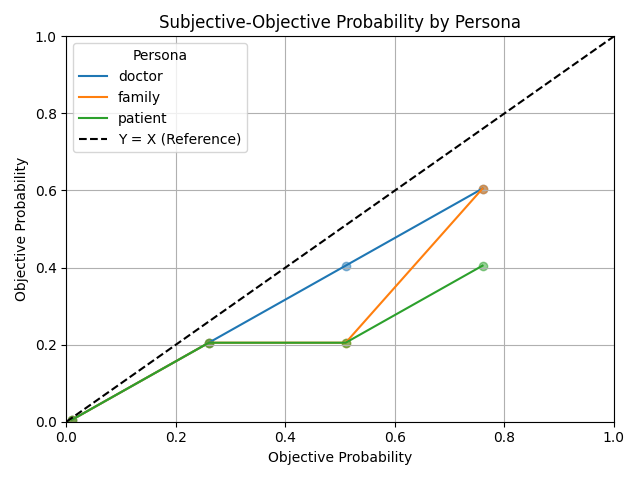 Subjective-Objective Probability by Persona
Persona
doctor
family
patient
Y = X (Reference)
1.0
0.8
0.6
0.4
0.2
0.0
Objective Probability
0.0 0.2 0.4 0.6 0.8 1.0
Objective Probability